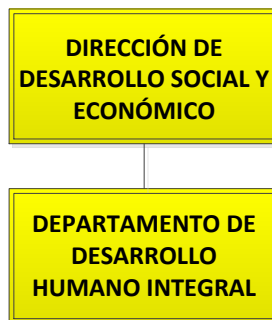 DIRECCIÓN DE
DESARROLLO SOCIAL Y
ECONÓMICO
DEPARTAMENTO DE
DESARROLLO
HUMANO INTEGRAL